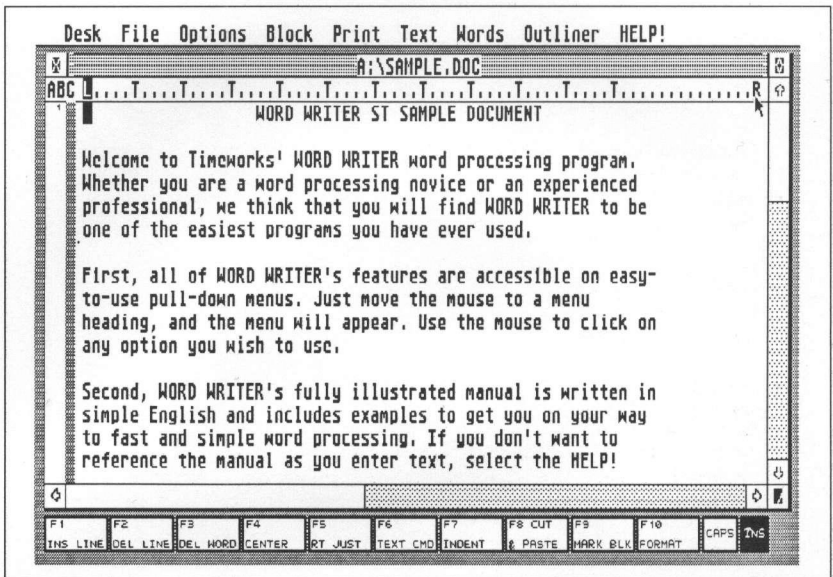 Desk File Options Block Print Text Words Outliner HELP!
A:\SAMPLE.DOC
ABC L....T....T....T....T....T....T....T....T....T....T...............R
1
WORD WRITER ST SAMPLE DOCUMENT
Welcome to Timeworks' WORD WRITER word processing program.
Whether you are a word processing novice or an experienced
professional, we think that you will find WORD WRITER to be
one of the easiest programs you have ever used.
First, all of WORD WRITER's features are accessible on easy-
to-use pull-down menus. Just move the mouse to a menu
heading, and the menu will appear. Use the mouse to click on
any option you wish to use.
Second, WORD WRITER's fully illustrated manual is written in
simple English and includes examples to get you on your way
to fast and simple word processing. If you don't want to
reference the manual as you enter text, select the HELP!
F1 F2 F3 F4 F5 F6 F7 F8 CUT F9 F10
INS LINE DEL LINE DEL WORD CENTER RT JUST TEXT CMD INDENT & PASTE MARK BLK FORMAT CAPS INS